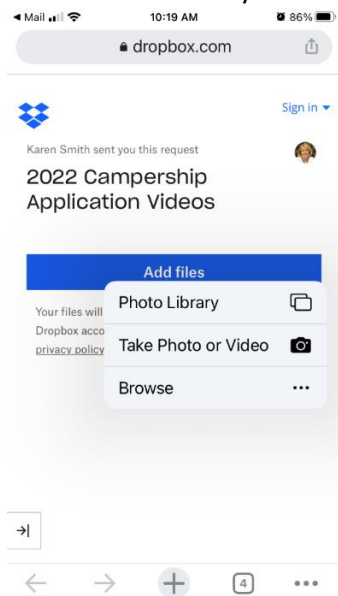 Mail 10:19 AM 86%
dropbox.com
Sign in
Karen Smith sent you this request
2022 Campership
Application Videos
Add files
Photo Library
Your files will
Take Photo or Video
Dropbox acco
privacy policy
Browse
4